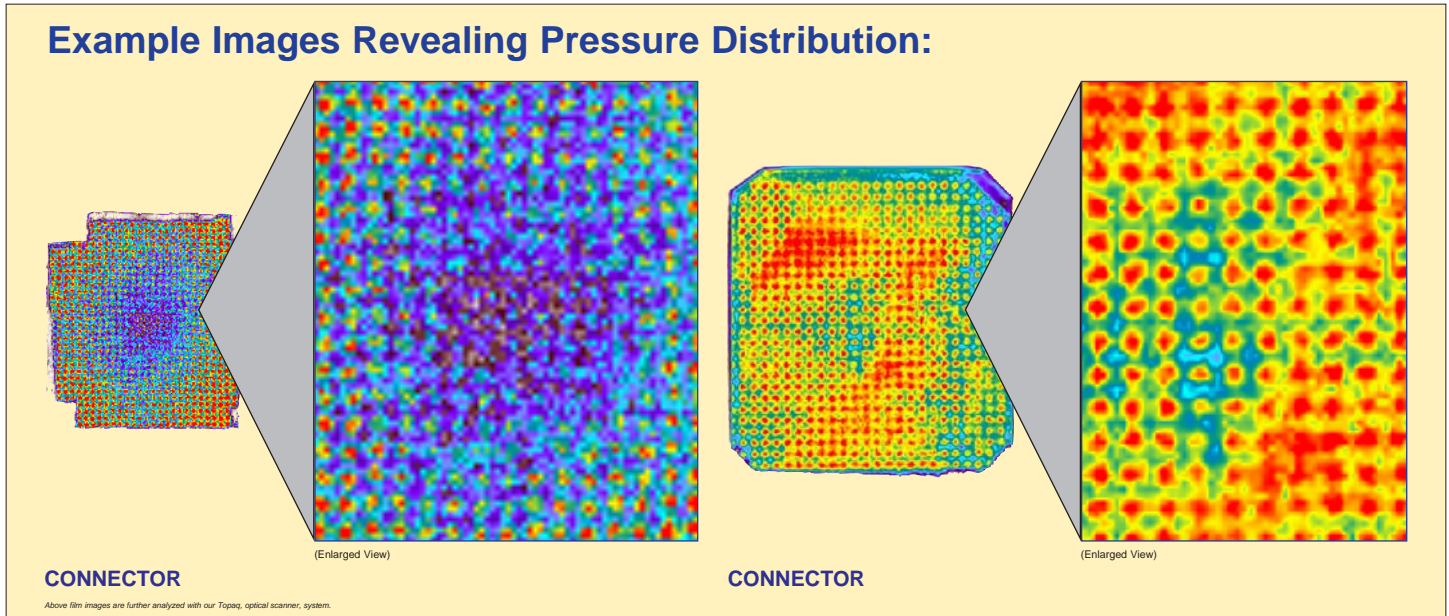 Example Images Revealing Pressure Distribution:
(Enlarged View)
(Enlarged View)
CONNECTOR
CONNECTOR
Above film images are further analyzed with our Topaq, optical scanner, system.